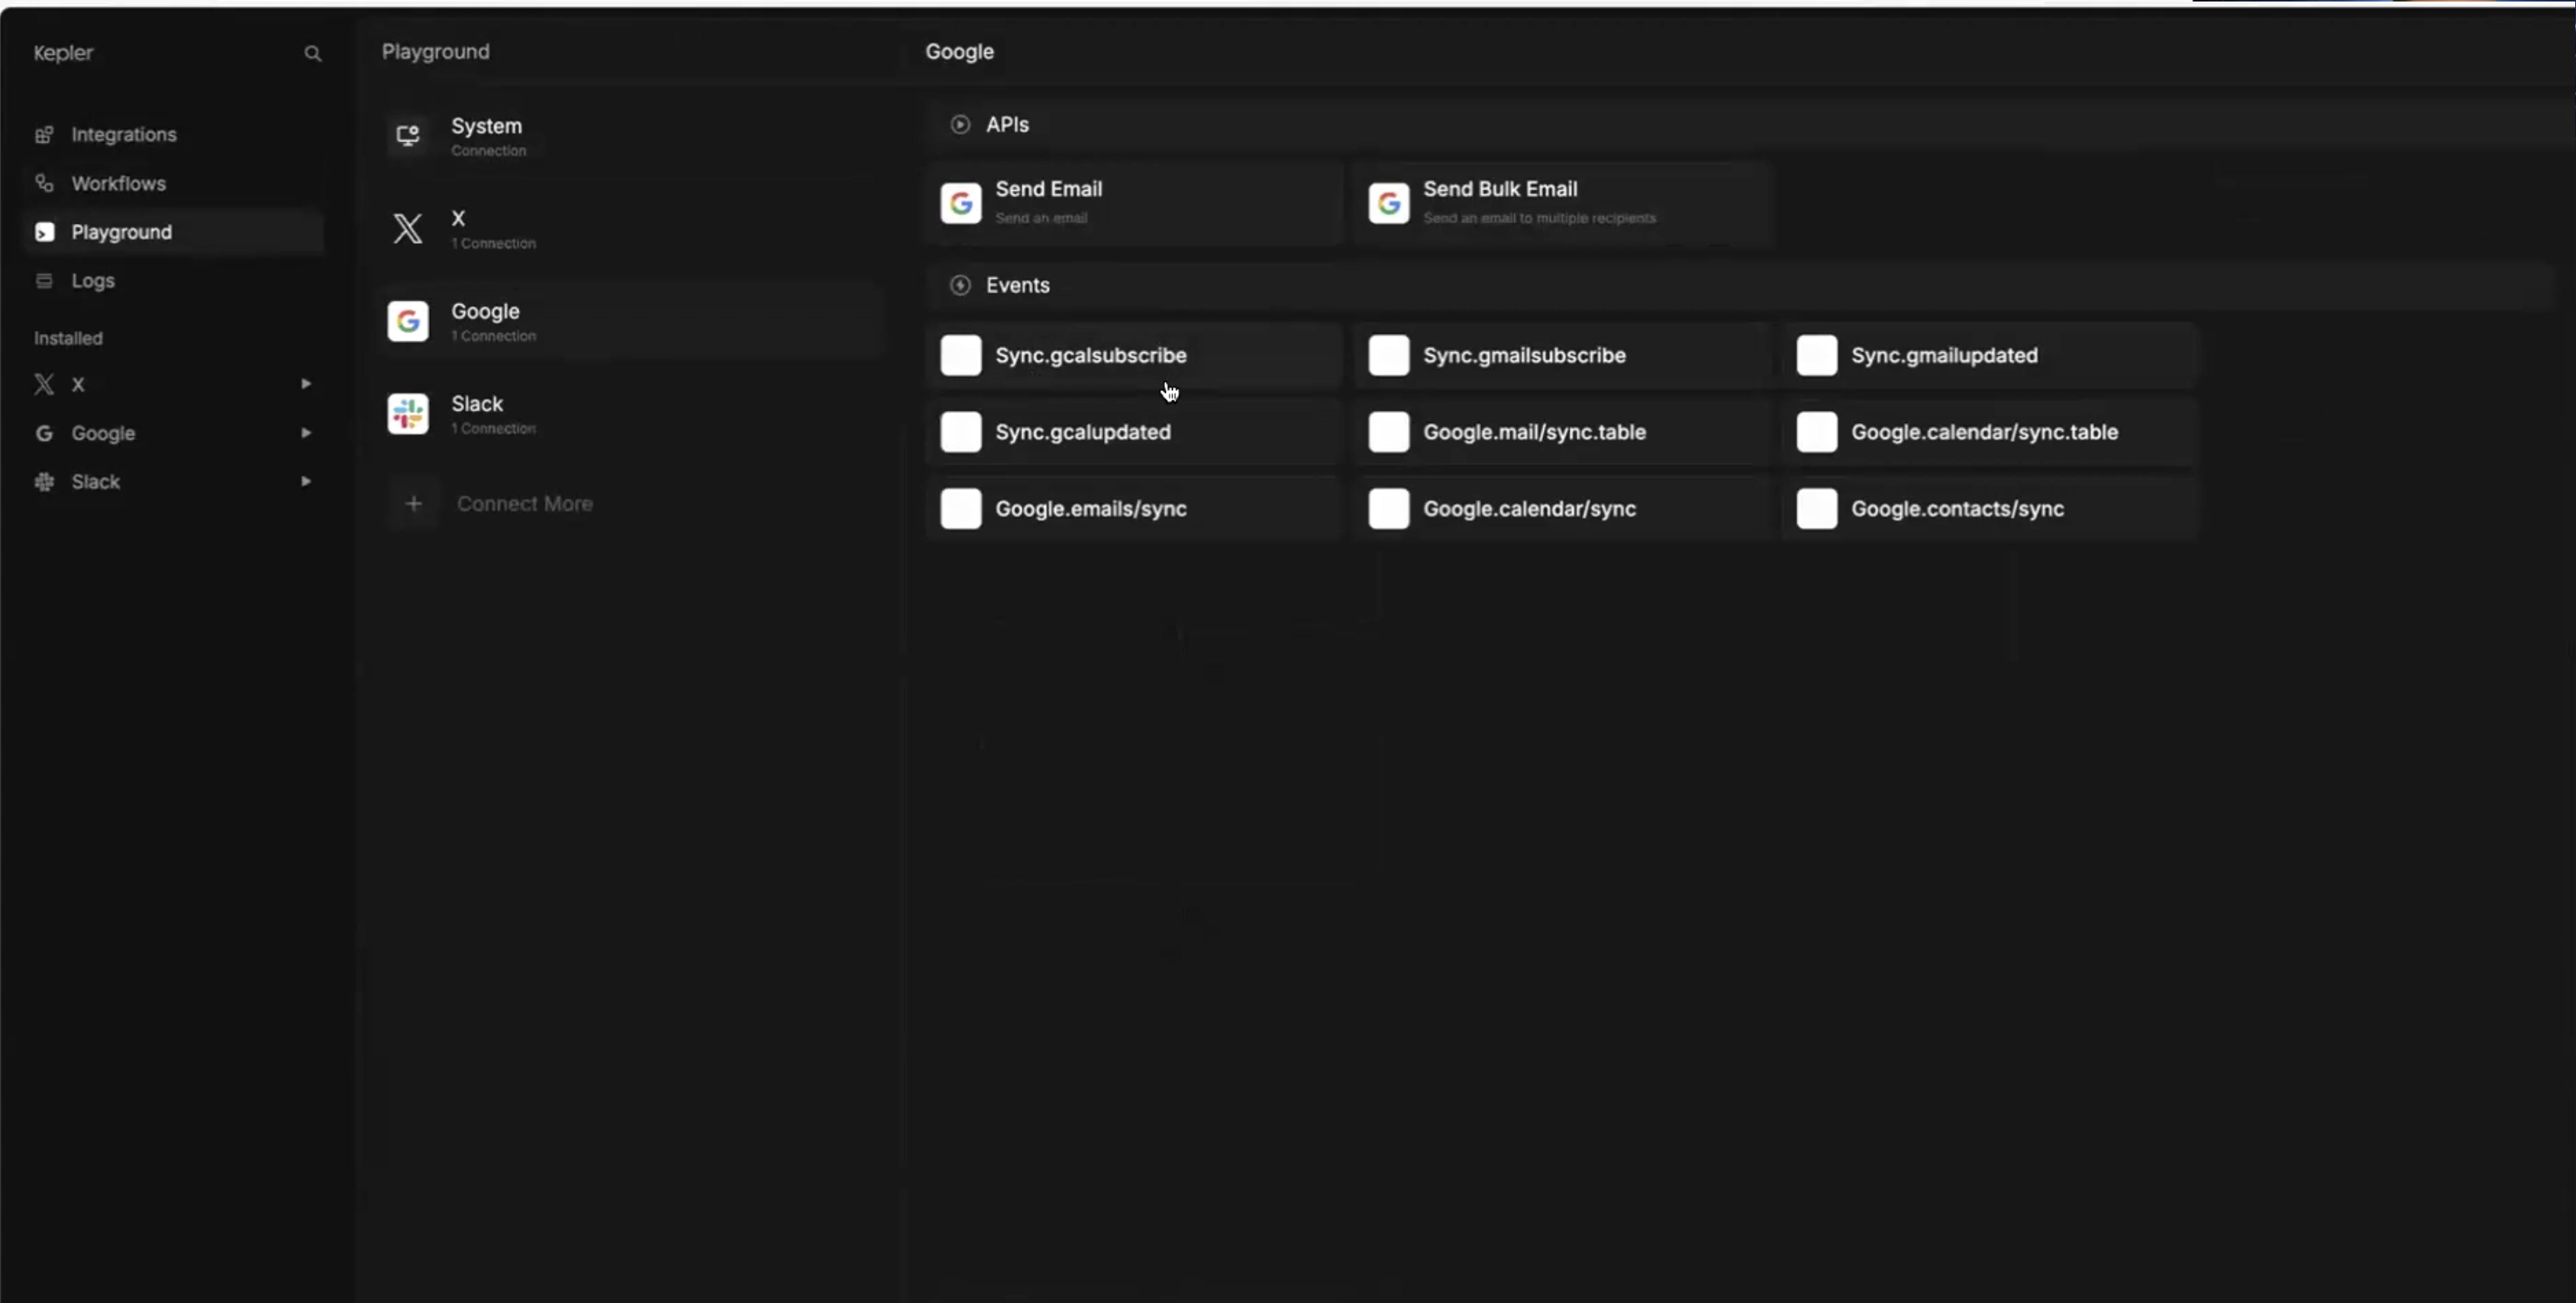 Kepler
Integrations
Workflows
Playground
Logs
Installed
X
Google
Slack
Playground
System
Connection
X
1 Connection
Google
1 Connection
Slack
1 Connection
Connect More
Google
APIs
Send Email
Send an email
Send Bulk Email
Send an email to multiple recipients
Events
Sync.gcalsubscribe
Sync.gmailsubscribe
Sync.gmailupdated
Sync.gcalupdated
Google.mail/sync.table
Google.calendar/sync.table
Google.emails/sync
Google.calendar/sync
Google.contacts/sync